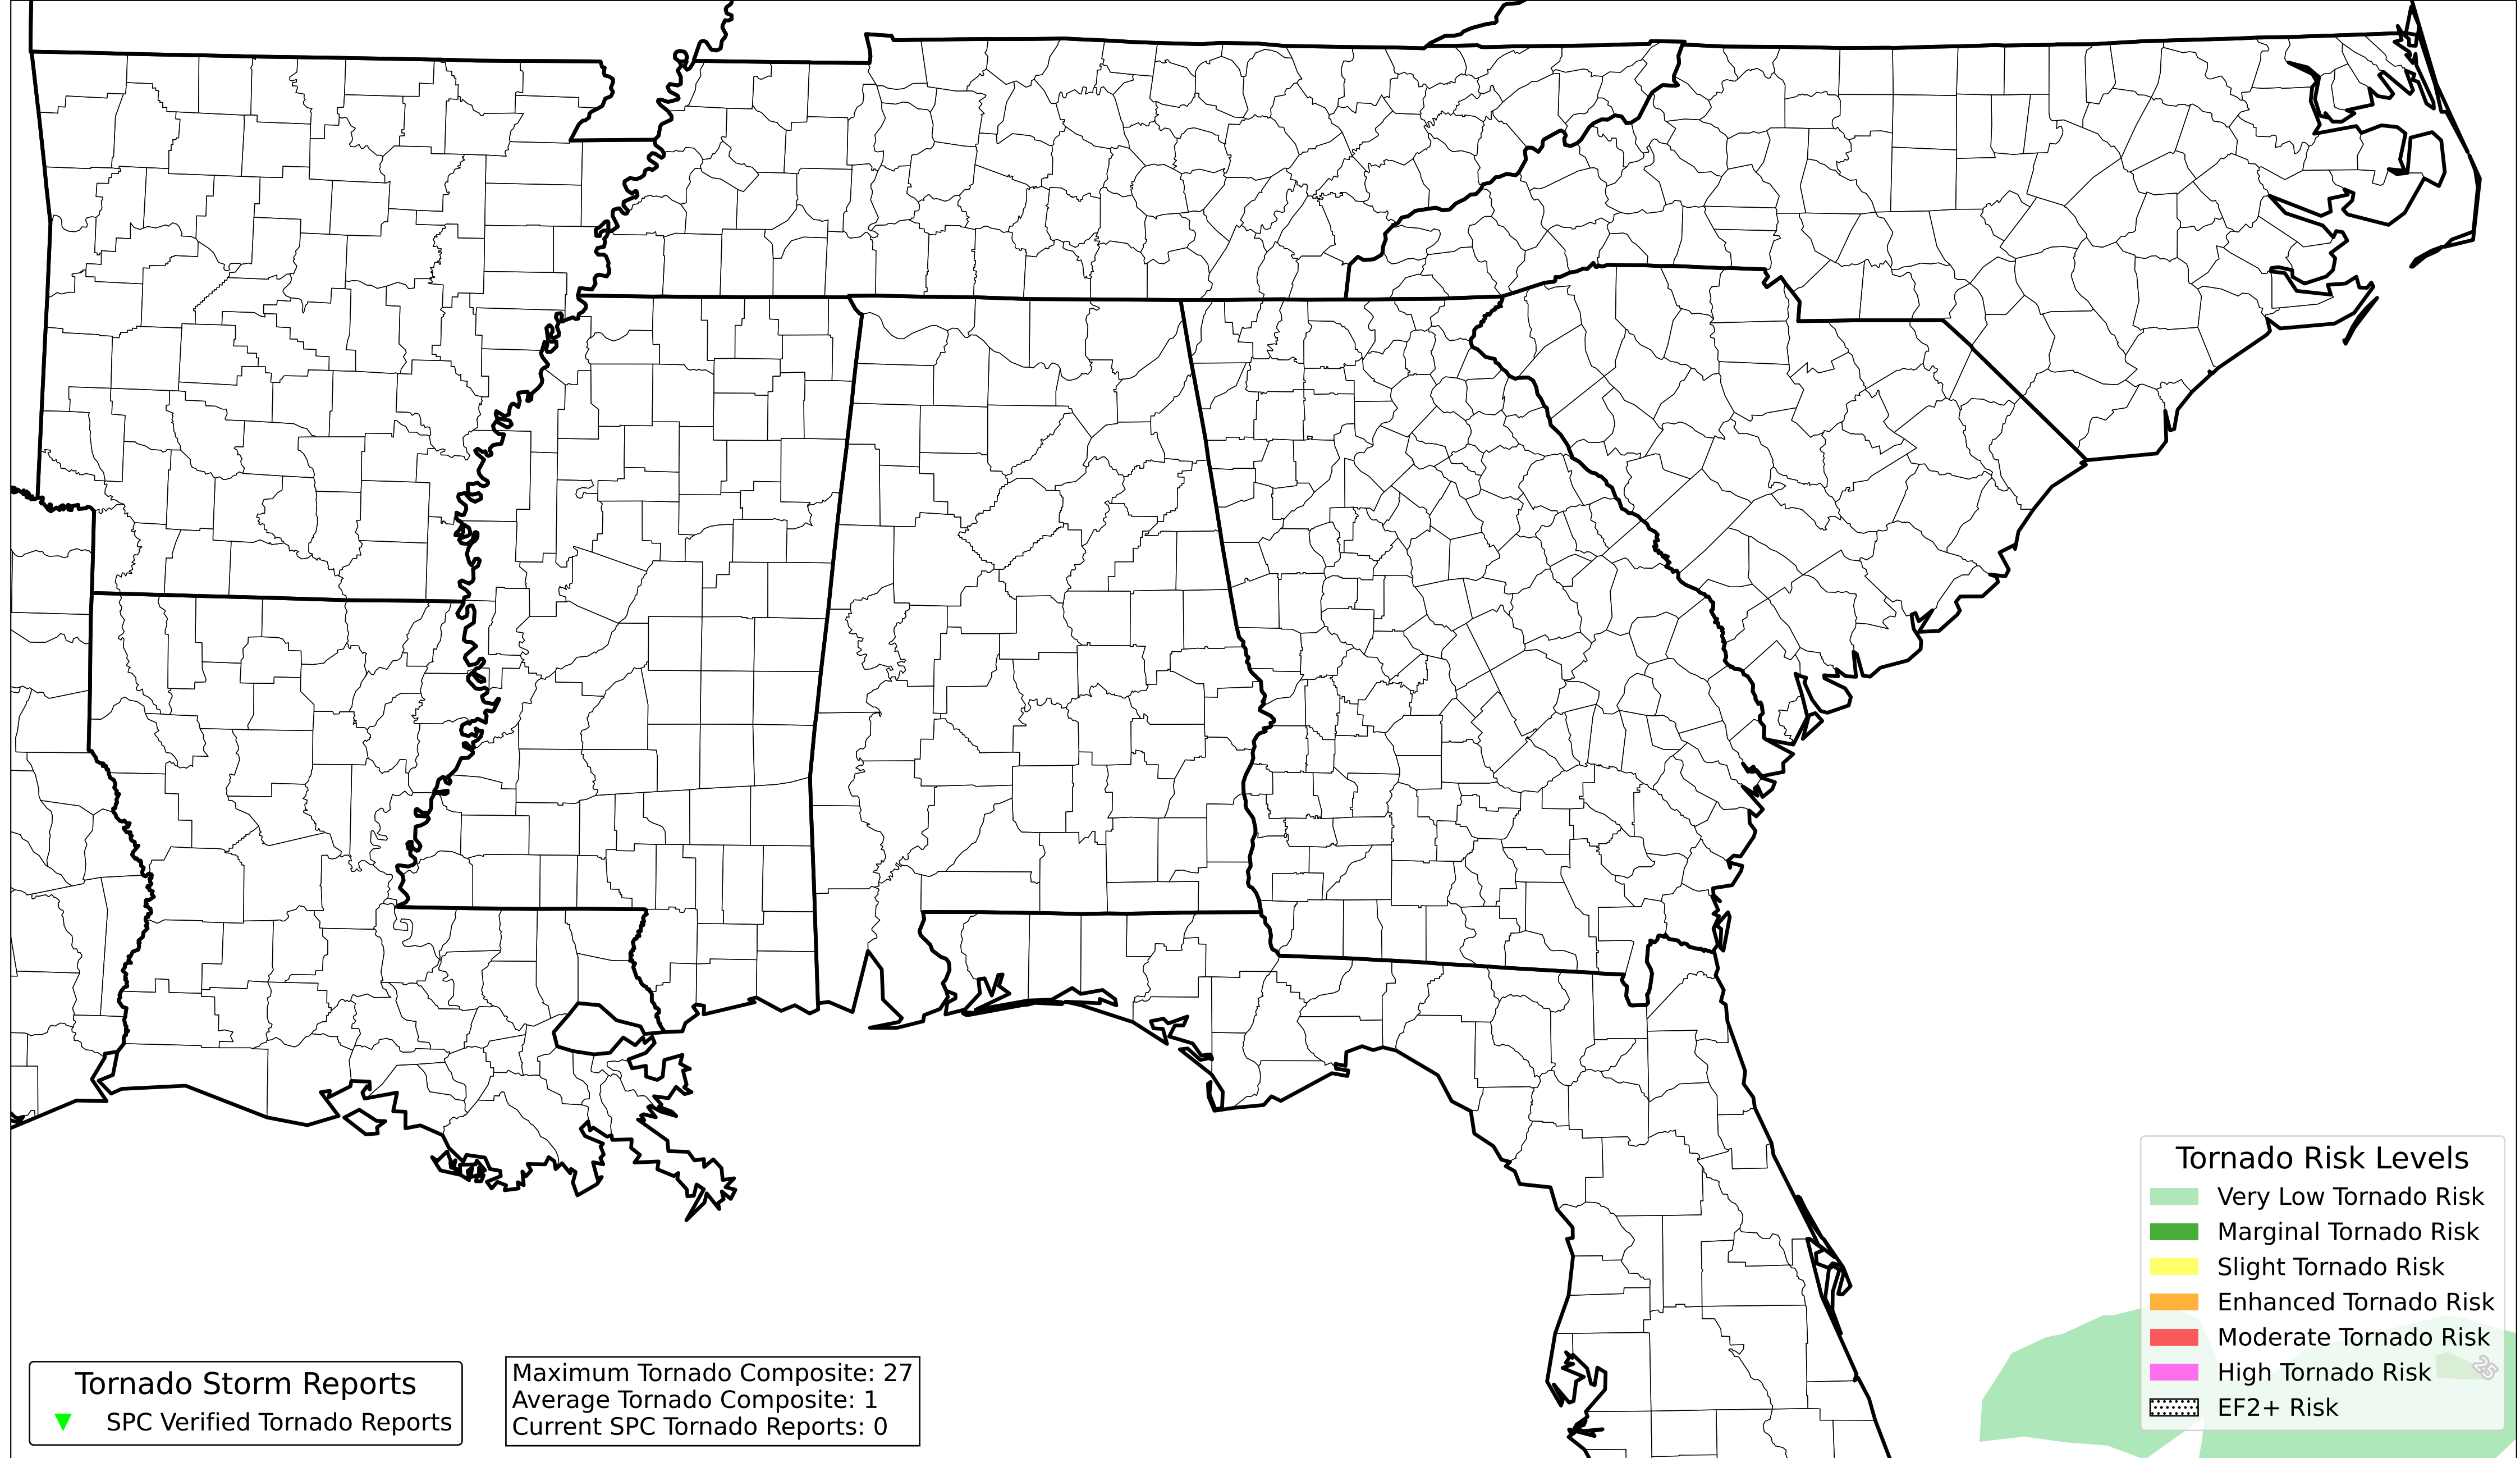 Tornado Risk Levels
Very Low Tornado Risk
Marginal Tornado Risk
Slight Tornado Risk
Enhanced Tornado Risk
Moderate Tornado Risk
High Tornado Risk
25
EF2+ Risk
Tornado Storm Reports
SPC Verified Tornado Reports
Maximum Tornado Composite: 27
Average Tornado Composite: 1
Current SPC Tornado Reports: 0